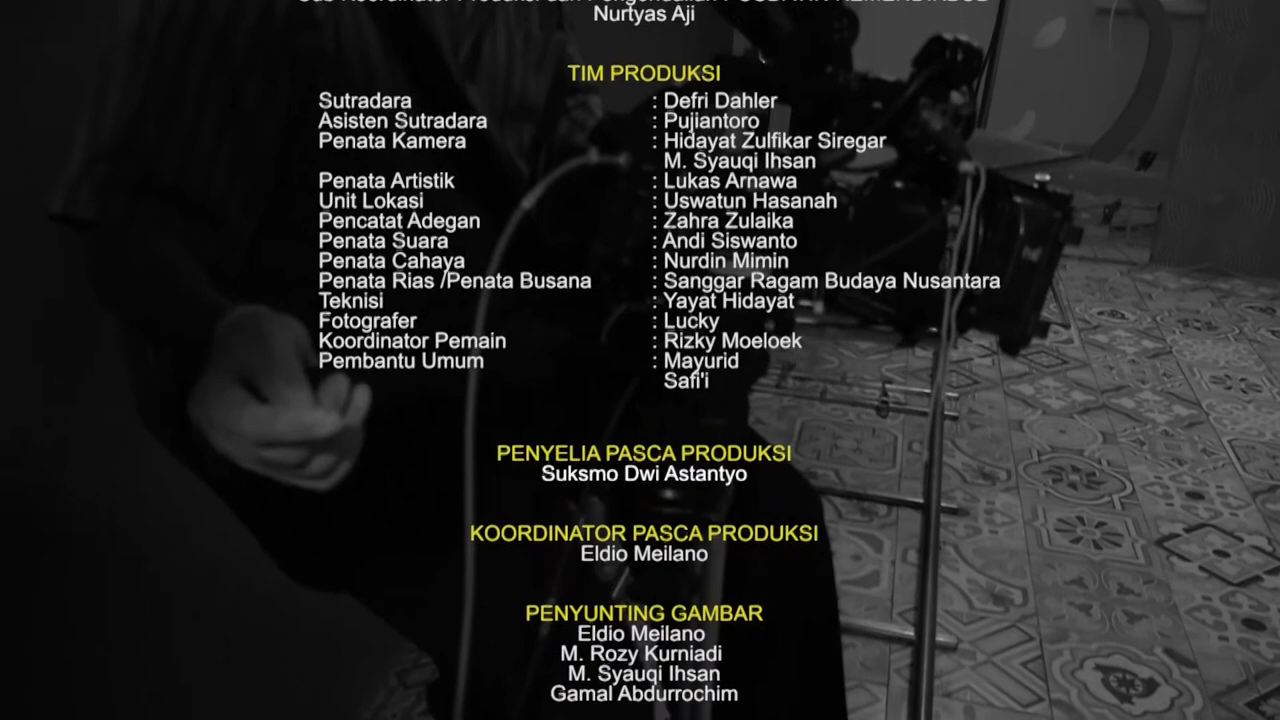 Nurtyas Aji
TIM PRODUKSI
Sutradara : Defri Dahler
Asisten Sutradara : Pujiantoro
Penata Kamera : Hidayat Zulfikar Siregar
M. Syauqi Ihsan
Penata Artistik : Lukas Arnawa
Unit Lokasi : Uswatun Hasanah
Pencatat Adegan : Zahra Zulaika
Penata Suara : Andi Siswanto
Penata Cahaya : Nurdin Mimin
Penata Rias /Penata Busana : Sanggar Ragam Budaya Nusantara
Teknisi : Yayat Hidayat
Fotografer : Lucky
Koordinator Pemain : Rizky Moeloek
Pembantu Umum : Mayurid
Safi'i
PENYELIA PASCA PRODUKSI
Suksmo Dwi Astantyo
KOORDINATOR PASCA PRODUKSI
Eldio Meilano
PENYUNTING GAMBAR
Eldio Meilano
M. Rozy Kurniadi
M. Syauqi Ihsan
Gamal Abdurrochim